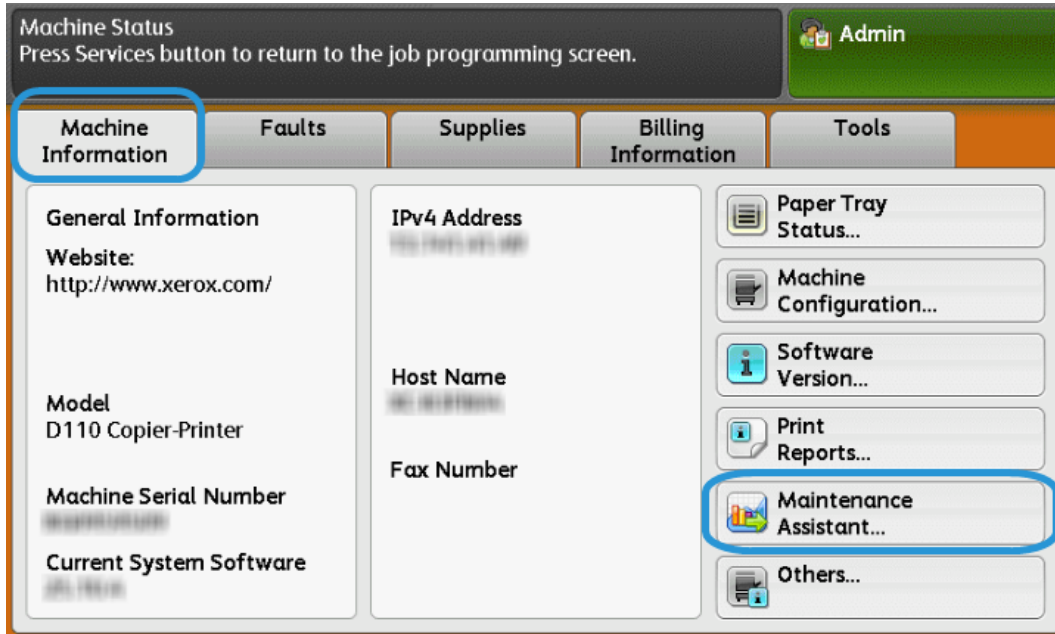 Machine Status
Press Services button to return to the job programming screen.
Admin
Machine
Information
Faults
Supplies
Billing
Information
Tools
General Information
Website:
http://www.xerox.com/
Model
D110 Copier-Printer
Machine Serial Number
Current System Software
IPv4 Address
Host Name
Fax Number
Paper Tray
Status...
Machine
Configuration...
Software
Version...
Print
Reports...
Maintenance
Assistant...
Others...